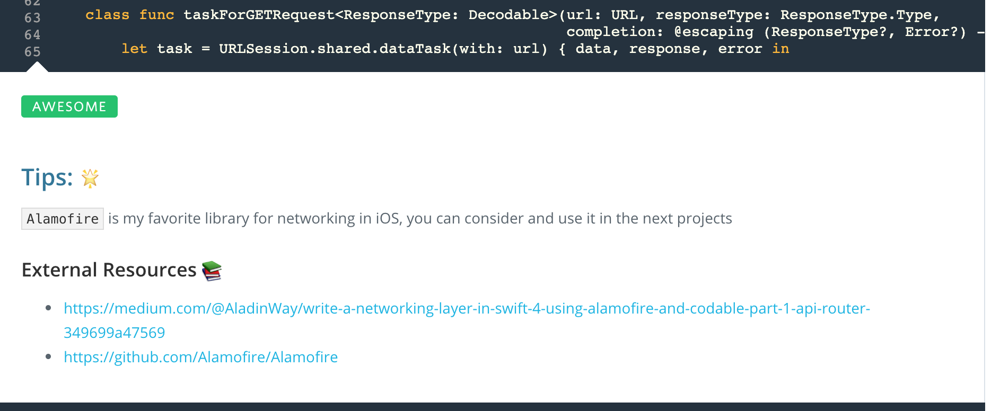 62
63 class func taskForGETRequest<ResponseType: Decodable>(url: URL, responseType: ResponseType.Type,
64 completion: @escaping (ResponseType?, Error?) -
65 let task = URLSession.shared.dataTask(with: url) { data, response, error in
AWESOME
Tips: 🌟
Alamofire is my favorite library for networking in iOS, you can consider and use it in the next projects
External Resources 📚
• https://medium.com/@AladinWay/write-a-networking-layer-in-swift-4-using-alamofire-and-codable-part-1-api-router-
349699a47569
• https://github.com/Alamofire/Alamofire